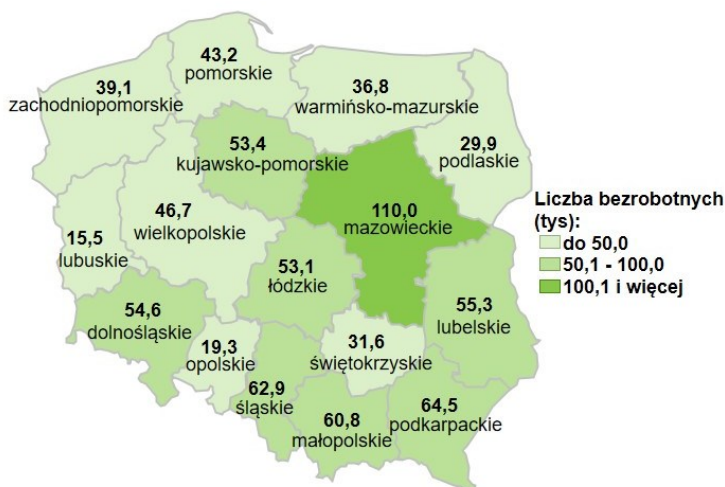 43,2
pomorskie
39,1
zachodniopomorskie
36,8
warmińsko-mazurskie
53,4
kujawsko-pomorskie
29,9
podlaskie
46,7
wielkopolskie
110,0
mazowieckie
15,5
lubuskie
53,1
łódzkie
54,6
dolnośląskie
55,3
lubelskie
19,3
opolskie
31,6
świętokrzyskie
62,9
śląskie
60,8
małopolskie
64,5
podkarpackie
Liczba bezrobotnych
(tys):
do 50,0
50,1 - 100,0
100,1 i więcej